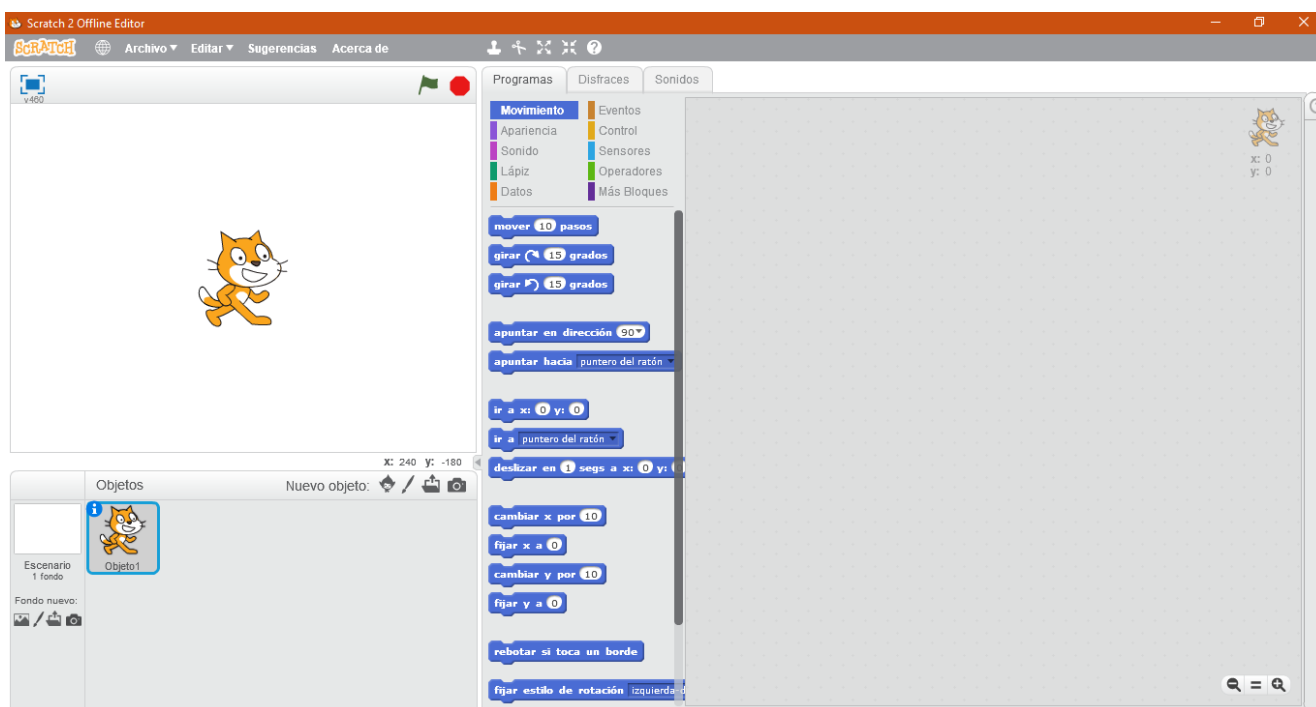 Scratch 2 Offline Editor
SCRATCH Archivo Editar Sugerencias Acerca de
v460
x: 240 y: -180
Objetos Nuevo objeto:
Escenario
1 fondo
Fondo nuevo:
Objeto1
Programas Disfraces Sonidos
Movimiento Eventos
Apariencia Control
Sonido Sensores
Lápiz Operadores
Datos Más Bloques
mover 10 pasos
girar 15 grados
girar 15 grados
apuntar en dirección 90
apuntar hacia puntero del ratón
ir a x: 0 y: 0
ir a puntero del ratón
deslizar en 1 segs a x: 0 y:
cambiar x por 10
fijar x a 0
cambiar y por 10
fijar y a 0
rebotar si toca un borde
fijar estilo de rotación izquierda-d
x: 0
y: 0